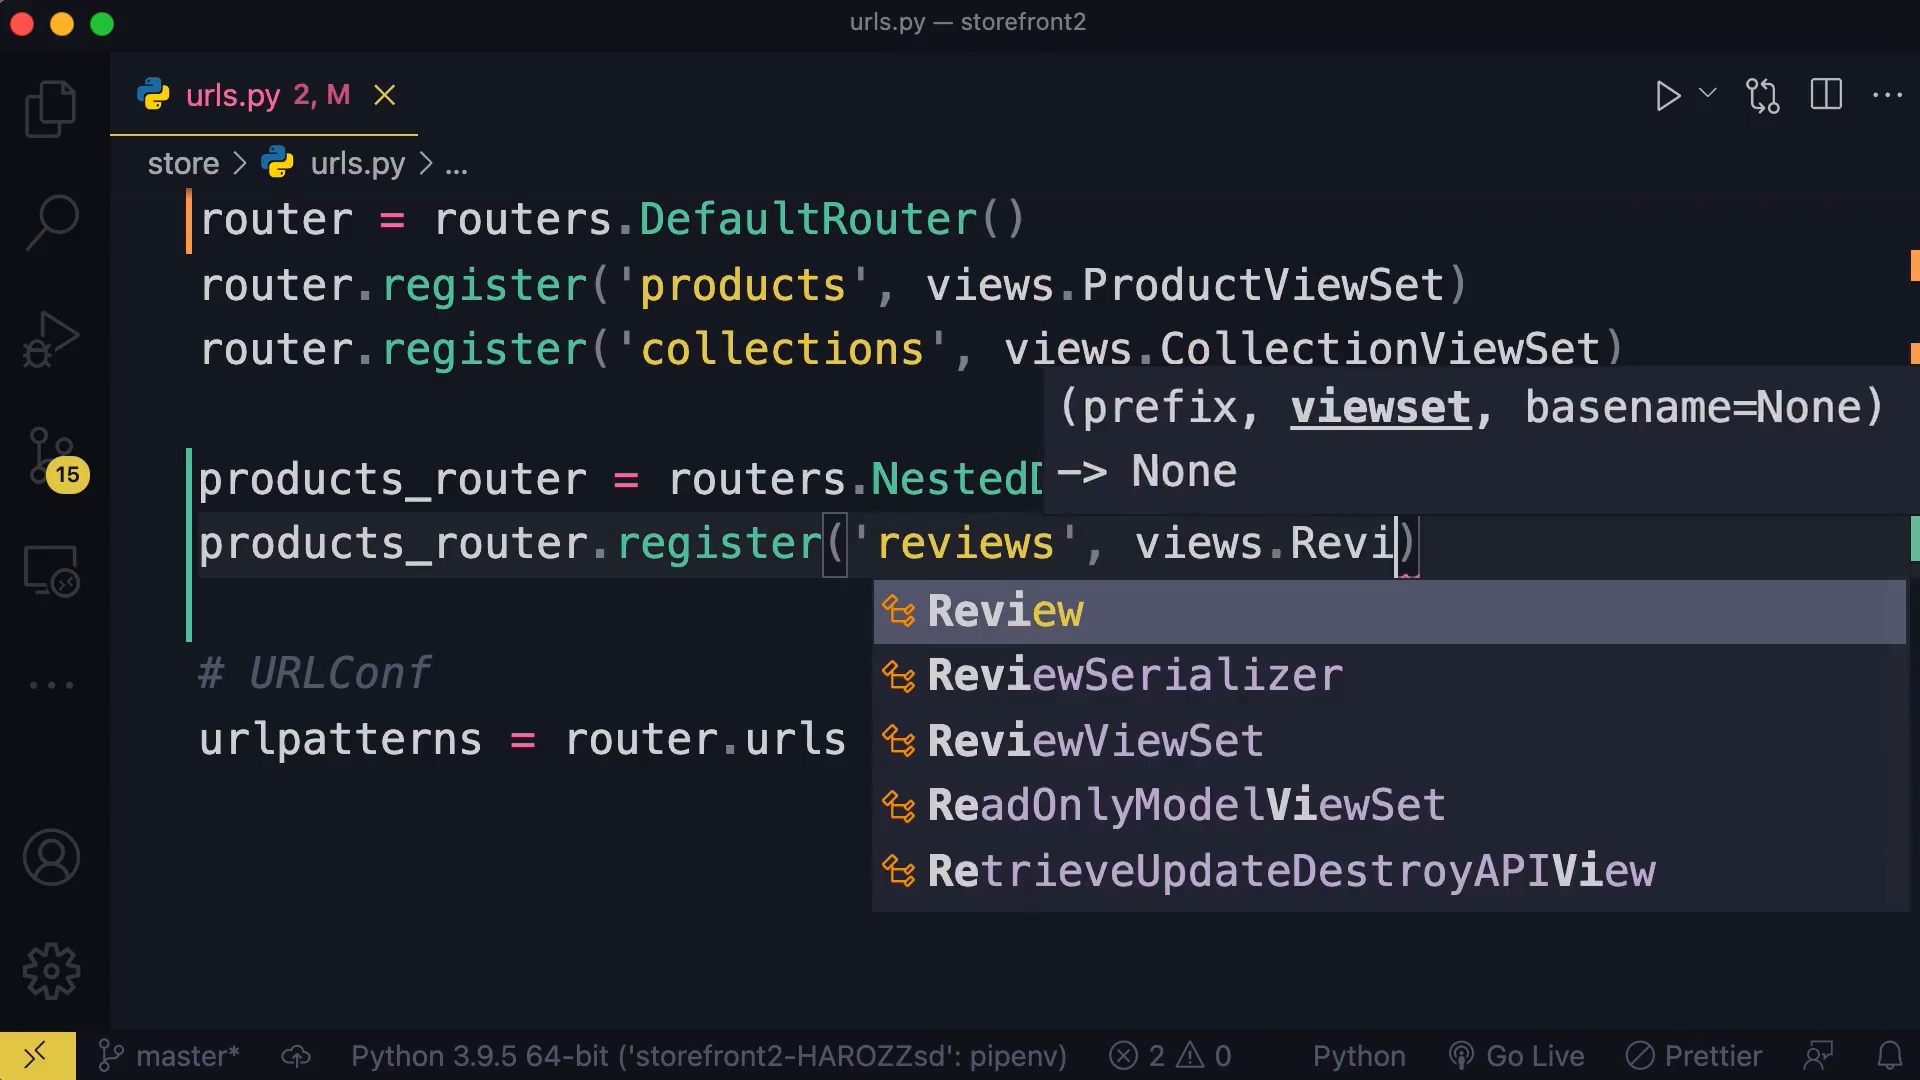 urls.py — storefront2
urls.py 2, M
store > urls.py > ...
router = routers.DefaultRouter()
router.register('products', views.ProductViewSet)
router.register('collections', views.CollectionViewSet)
(prefix, viewset, basename=None)
-> None
products_router = routers.NestedD
products_router.register('reviews', views.Revi)
Review
ReviewSerializer
ReviewViewSet
ReadOnlyModelViewSet
RetrieveUpdateDestroyAPIView
# URLConf
urlpatterns = router.urls
15
master* Python 3.9.5 64-bit ('storefront2-HAROZZsd': pipenv) 2 0 Python Go Live Prettier